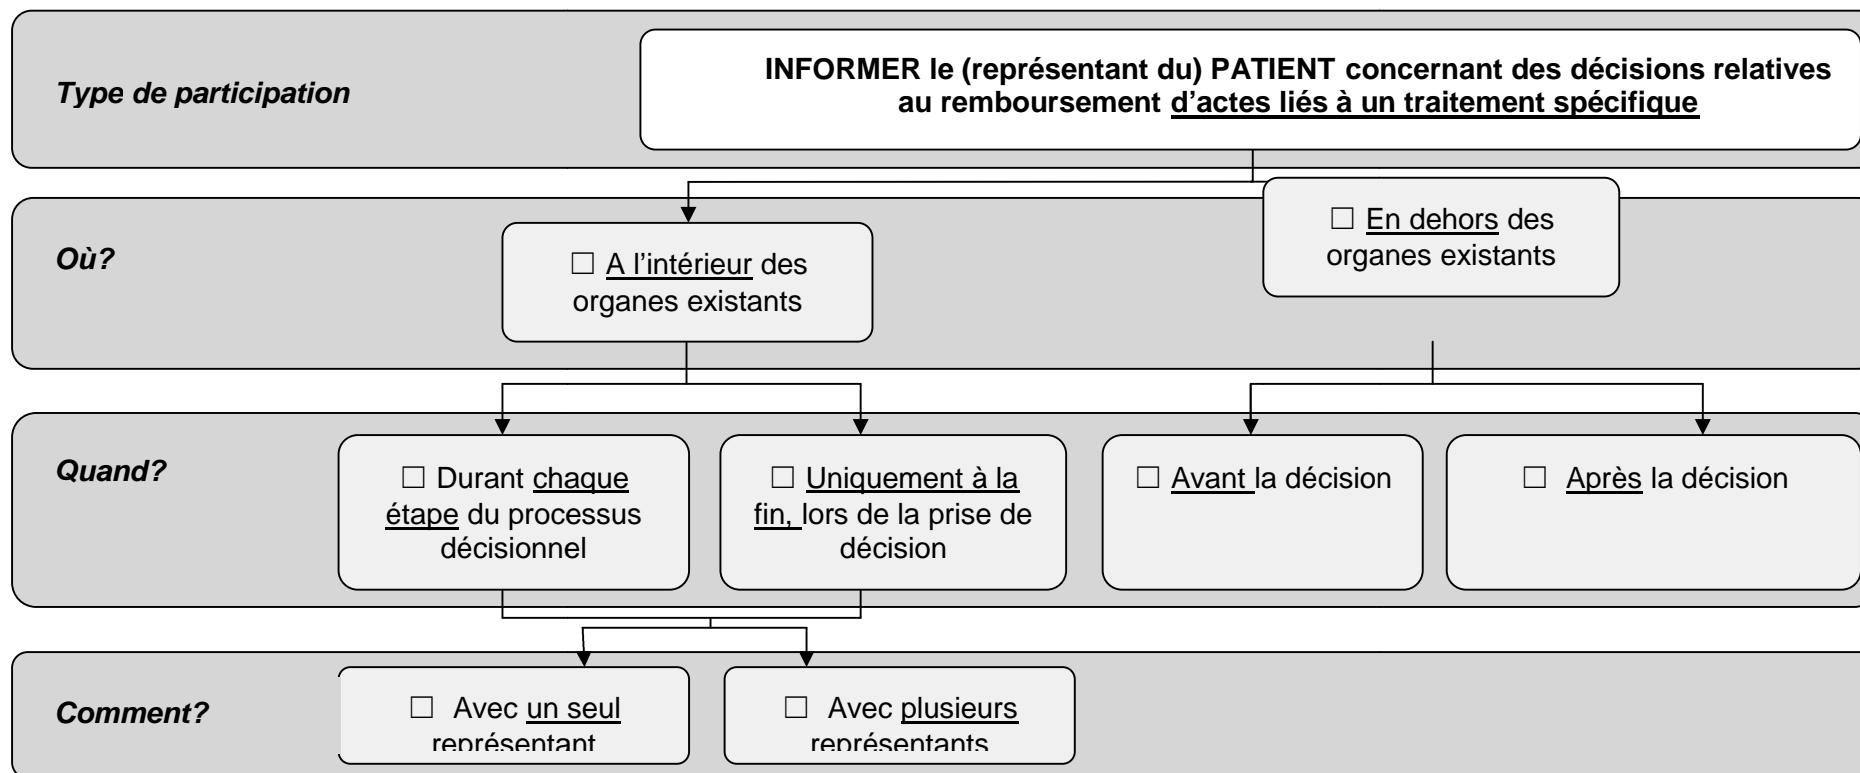 Type de participation
INFORMER le (représentant du) PATIENT concernant des décisions relatives
au remboursement d’actes liés à un traitement spécifique
Où?
☐ A l’intérieur des
organes existants
☐ En dehors des
organes existants
Quand?
☐ Durant chaque
étape du processus
décisionnel
☐ Uniquement à la
fin, lors de la prise de
décision
☐ Avant la décision
☐ Après la décision
Comment?
☐ Avec un seul
représentant
☐ Avec plusieurs
représentants